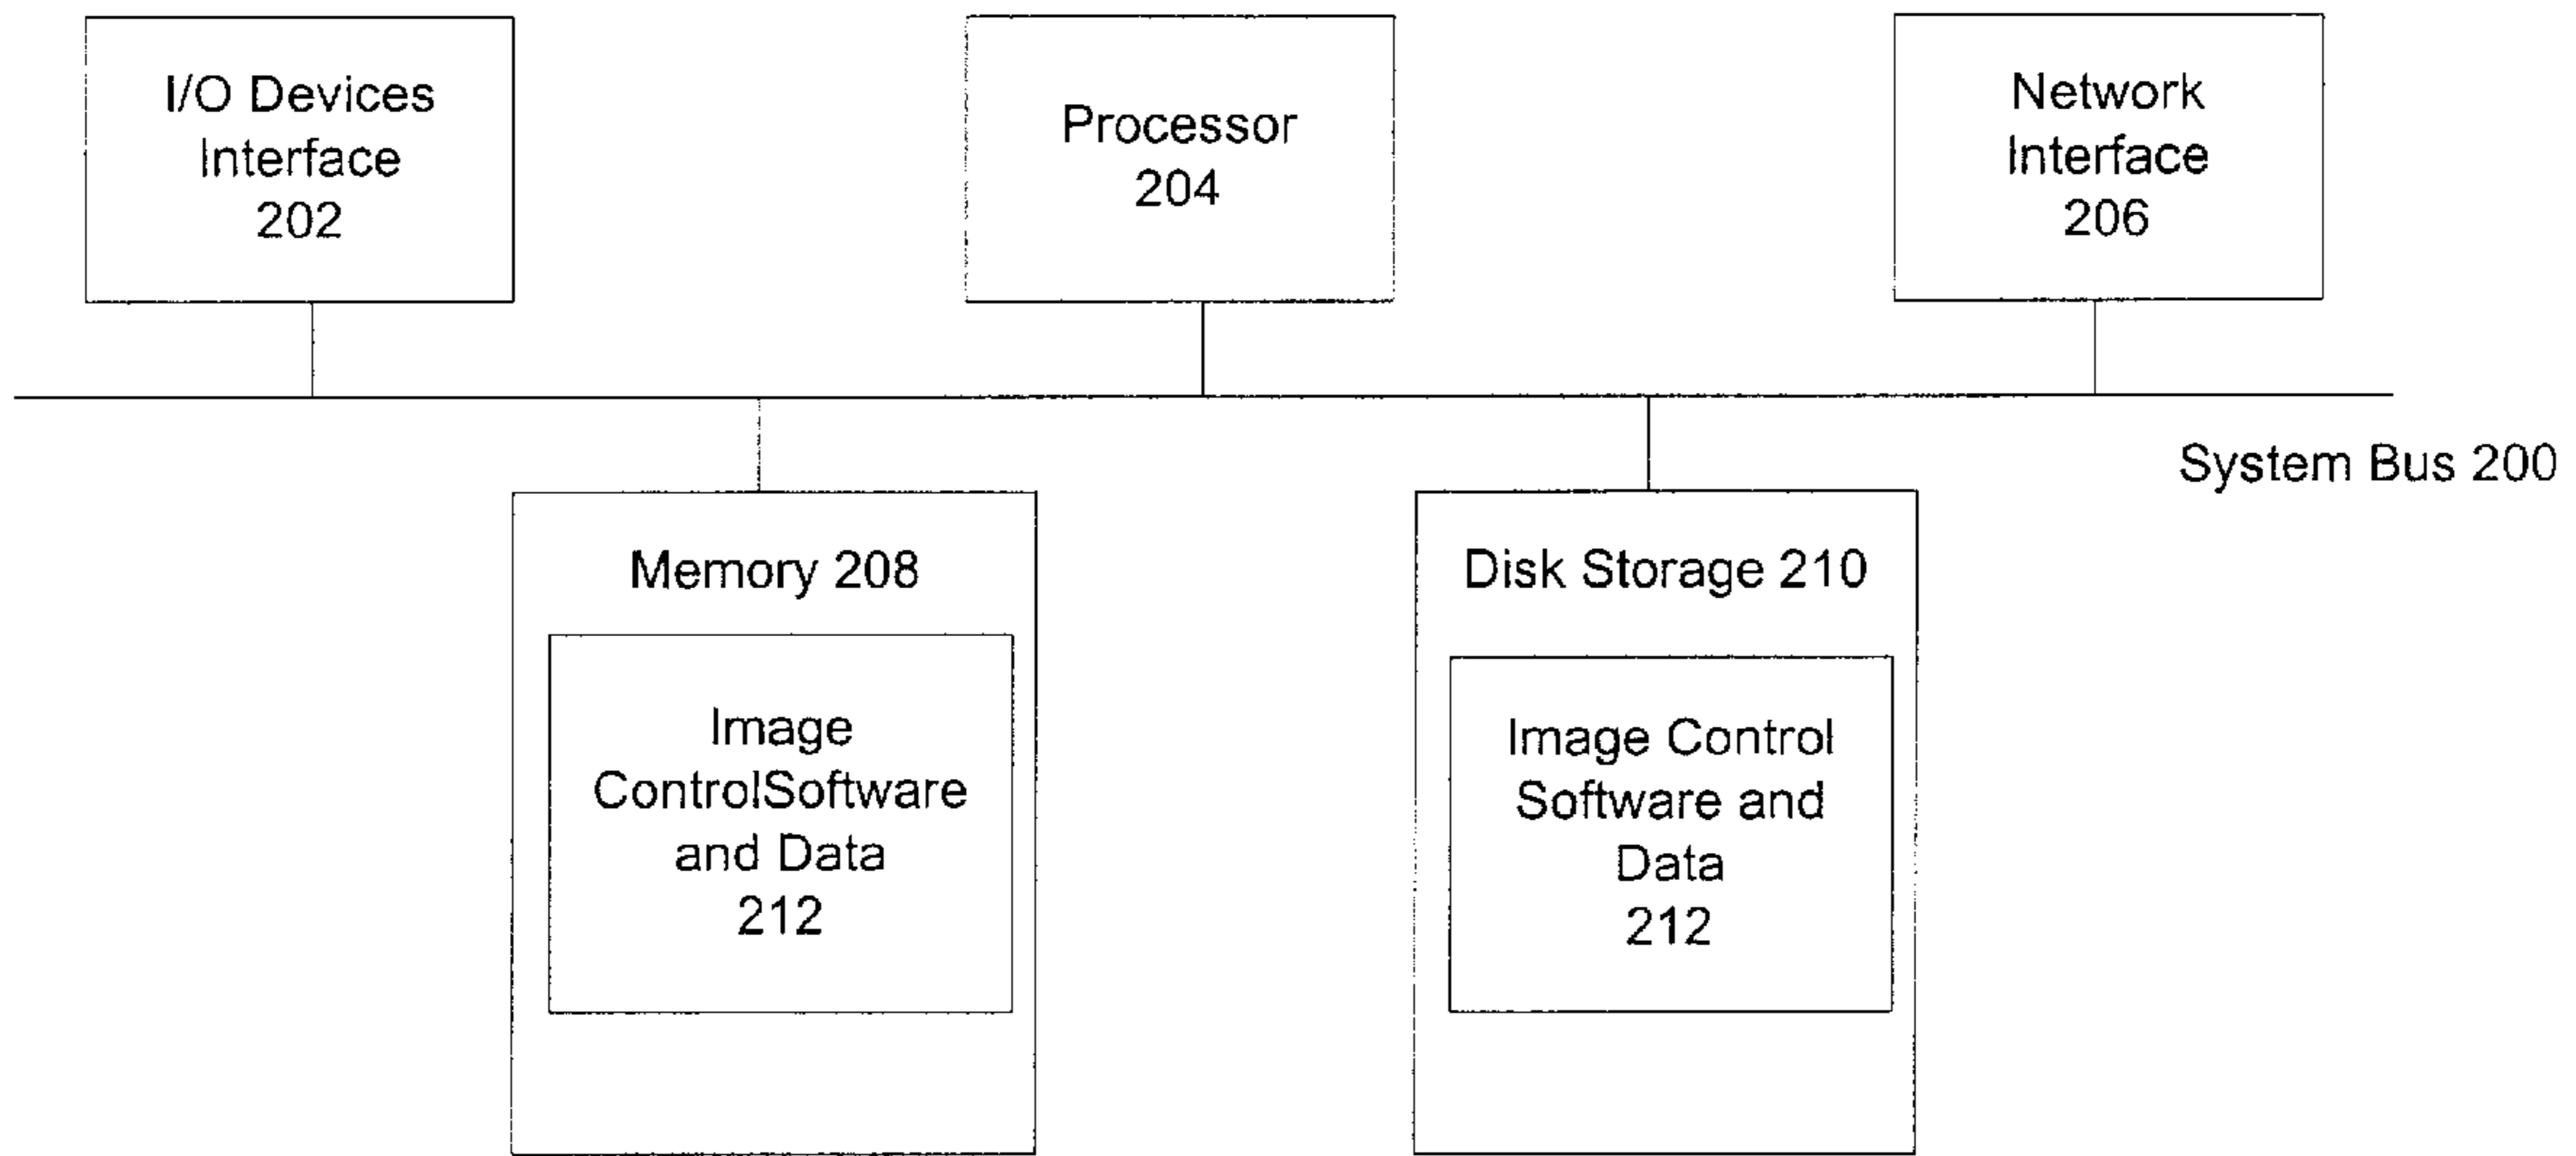 I/O Devices
Interface
202
Processor
204
Network
Interface
206
System Bus 200
Memory 208
Image
ControlSoftware
and Data
212
Disk Storage 210
Image Control
Software and
Data
212